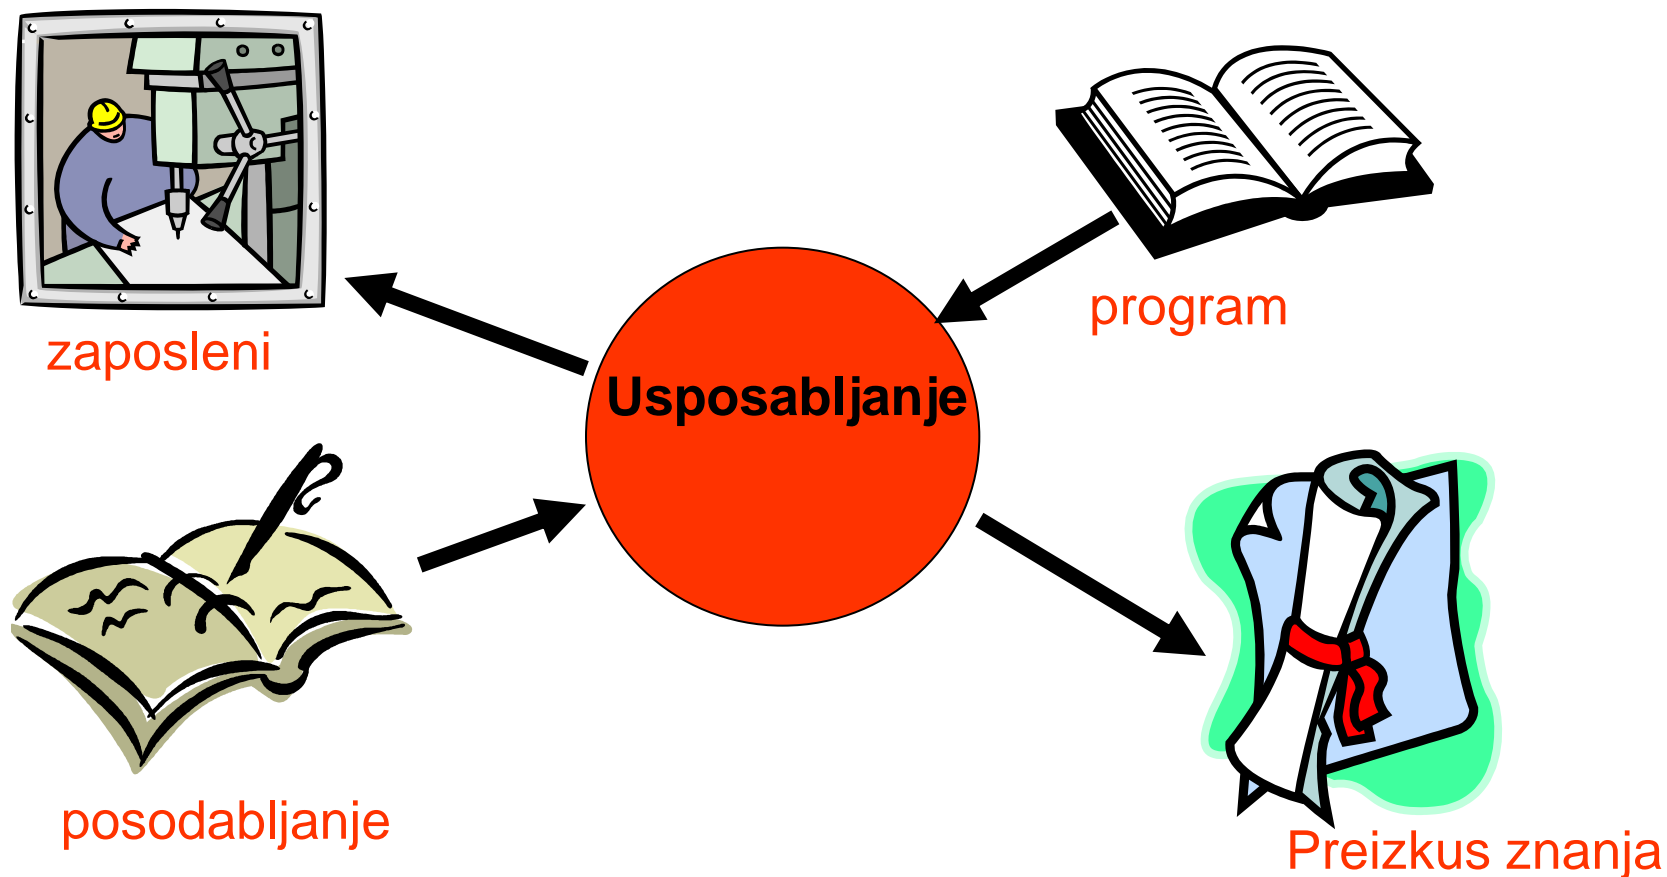 program
zaposleni
Usposabljanje
posodabljanje
Preizkus znanja